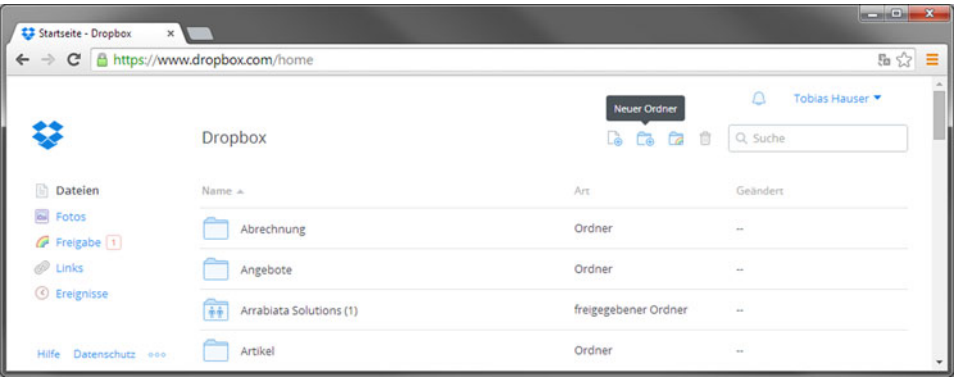 Startseite - Dropbox
https://www.dropbox.com/home
Tobias Hauser
Neuer Ordner
Dropbox
Suche
Dateien
Fotos
Freigabe 1
Links
Ereignisse
Hilfe Datenschutz
Name Art Geändert
Abrechnung Ordner --
Angebote Ordner --
Arrabiata Solutions (1) freigegebener Ordner --
Artikel Ordner --